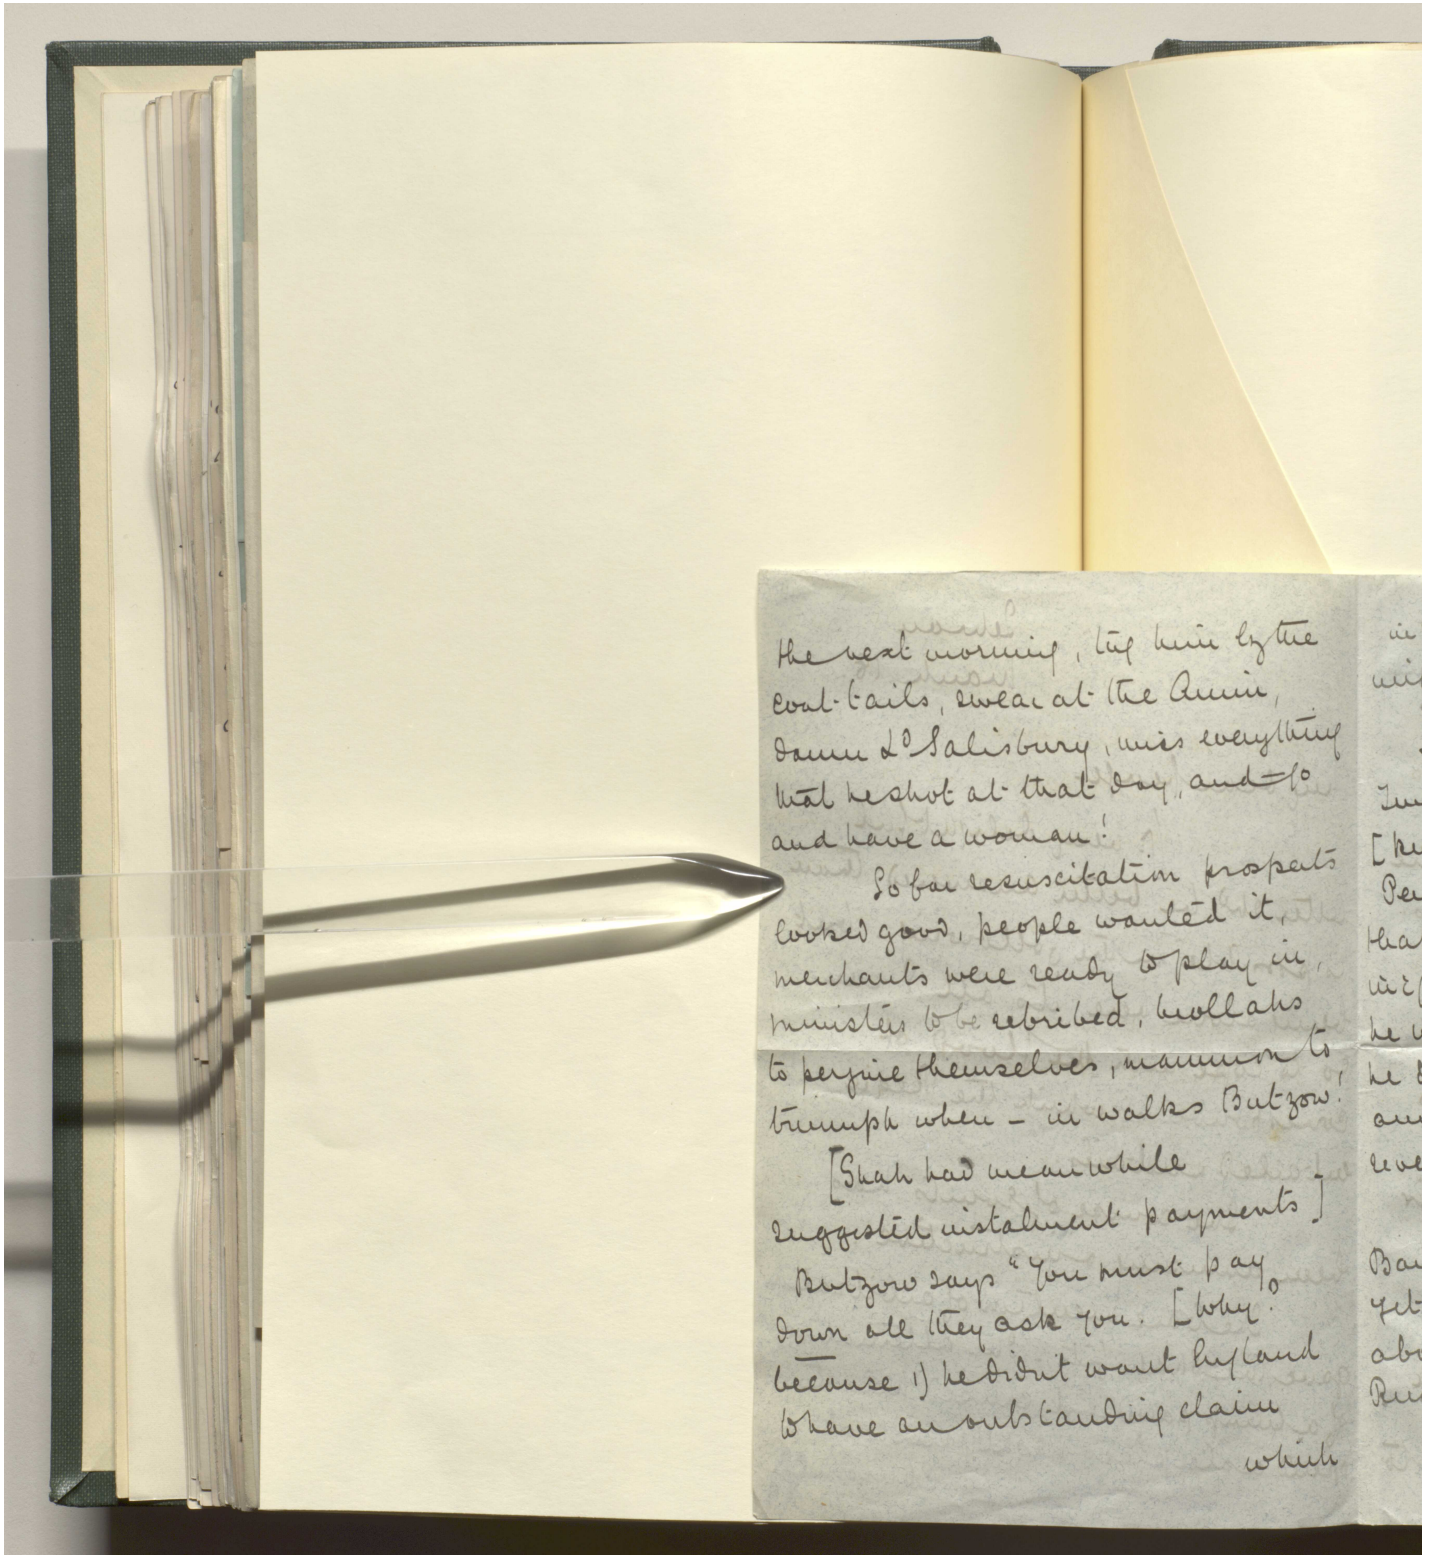 the next morning, tug him by the
coat-tails, swear at the Amin,
damn Ld Salisbury, miss everything
that he shot at that day, and go
and have a woman!
So far resuscitation prospects
looked good, people wanted it,
merchants were ready to play in,
ministers to be rebribed, mollahs
to perjure themselves, mammon to
triumph when – in walks Butzow!
[Shah had meanwhile
suggested instalment payments]
Butzow says "You must pay
down all they ask you. [Why?
because 1) he didn't want England
to have an outstanding claim
which
in
he
he